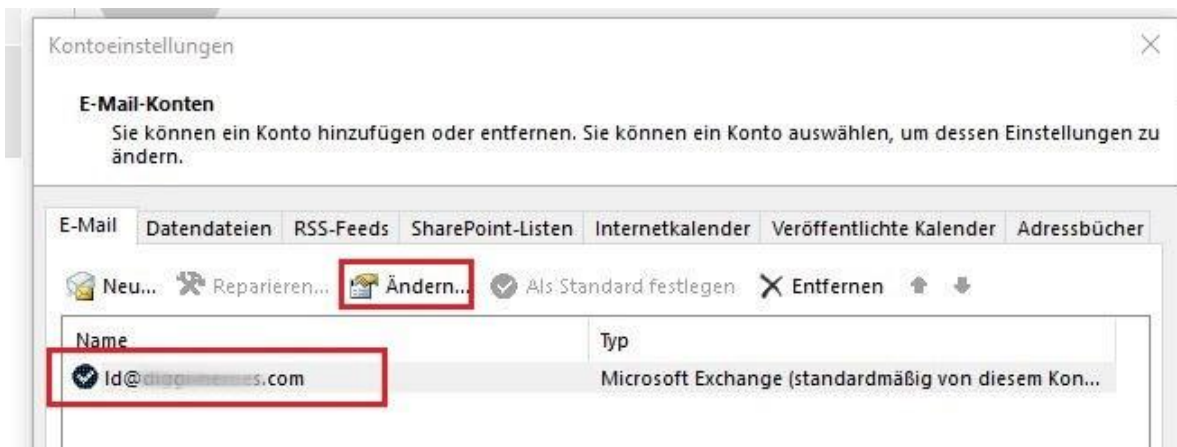 Kontoeinstellungen
E-Mail-Konten
Sie können ein Konto hinzufügen oder entfernen. Sie können ein Konto auswählen, um dessen Einstellungen zu
ändern.
E-Mail Datendateien RSS-Feeds SharePoint-Listen Internetkalender Veröffentlichte Kalender Adressbücher
Neu... Reparieren... Ändern... Als Standard festlegen Entfernen
Name Typ
ld@ .com Microsoft Exchange (standardmäßig von diesem Kon...